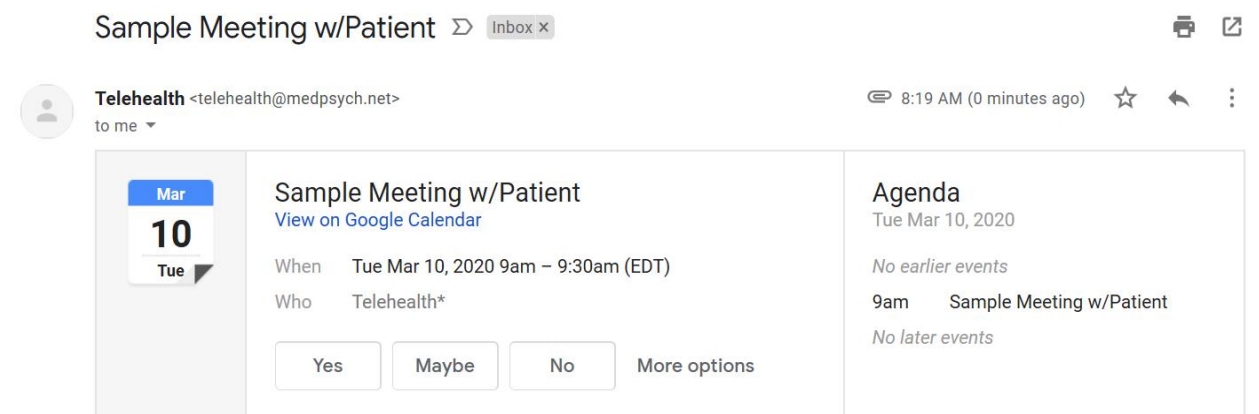 Sample Meeting w/Patient Inbox ×
Telehealth <telehealth@medpsych.net> 8:19 AM (0 minutes ago)
to me
Mar
10
Tue
Sample Meeting w/Patient
View on Google Calendar
When Tue Mar 10, 2020 9am – 9:30am (EDT)
Who Telehealth*
Yes Maybe No More options
Agenda
Tue Mar 10, 2020
No earlier events
9am Sample Meeting w/Patient
No later events